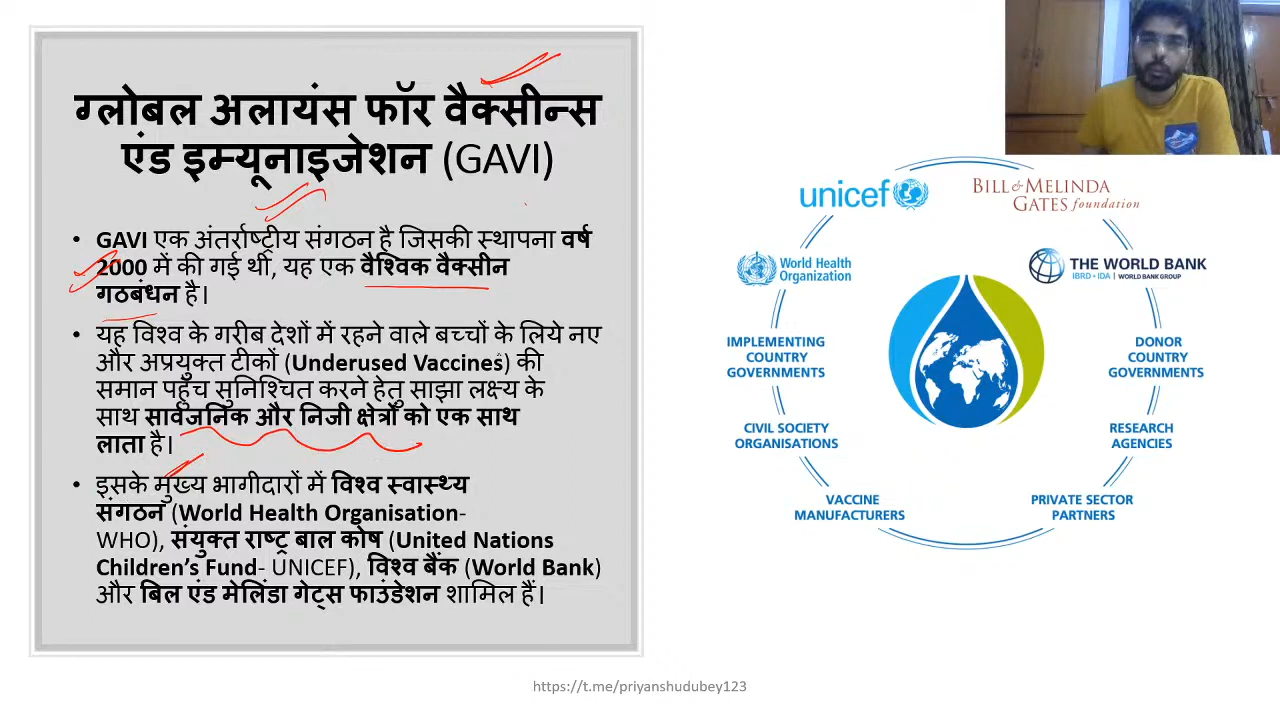 ग्लोबल अलायंस फॉर वैक्सीन्स
एंड इम्यूनाइजेशन (GAVI)
• GAVI एक अंतर्राष्ट्रीय संगठन है जिसकी स्थापना वर्ष
2000 में की गई थी, यह एक वैश्विक वैक्सीन
गठबंधन है।
• यह विश्व के गरीब देशों में रहने वाले बच्चों के लिये नए
और अप्रयुक्त टीकों (Underused Vaccines) की
समान पहुँच सुनिश्चित करने हेतु साझा लक्ष्य के
साथ सार्वजनिक और निजी क्षेत्रों को एक साथ
लाता है।
• इसके मुख्य भागीदारों में विश्व स्वास्थ्य
संगठन (World Health Organisation-
WHO), संयुक्त राष्ट्र बाल कोष (United Nations
Children’s Fund- UNICEF), विश्व बैंक (World Bank)
और बिल एंड मेलिंडा गेट्स फाउंडेशन शामिल हैं।
unicef
BILL & MELINDA
GATES foundation
World Health
Organization
THE WORLD BANK
IBRD • IDA | WORLD BANK GROUP
IMPLEMENTING
COUNTRY
GOVERNMENTS
DONOR
COUNTRY
GOVERNMENTS
CIVIL SOCIETY
ORGANISATIONS
RESEARCH
AGENCIES
VACCINE
MANUFACTURERS
PRIVATE SECTOR
PARTNERS
https://t.me/priyanshudubey123